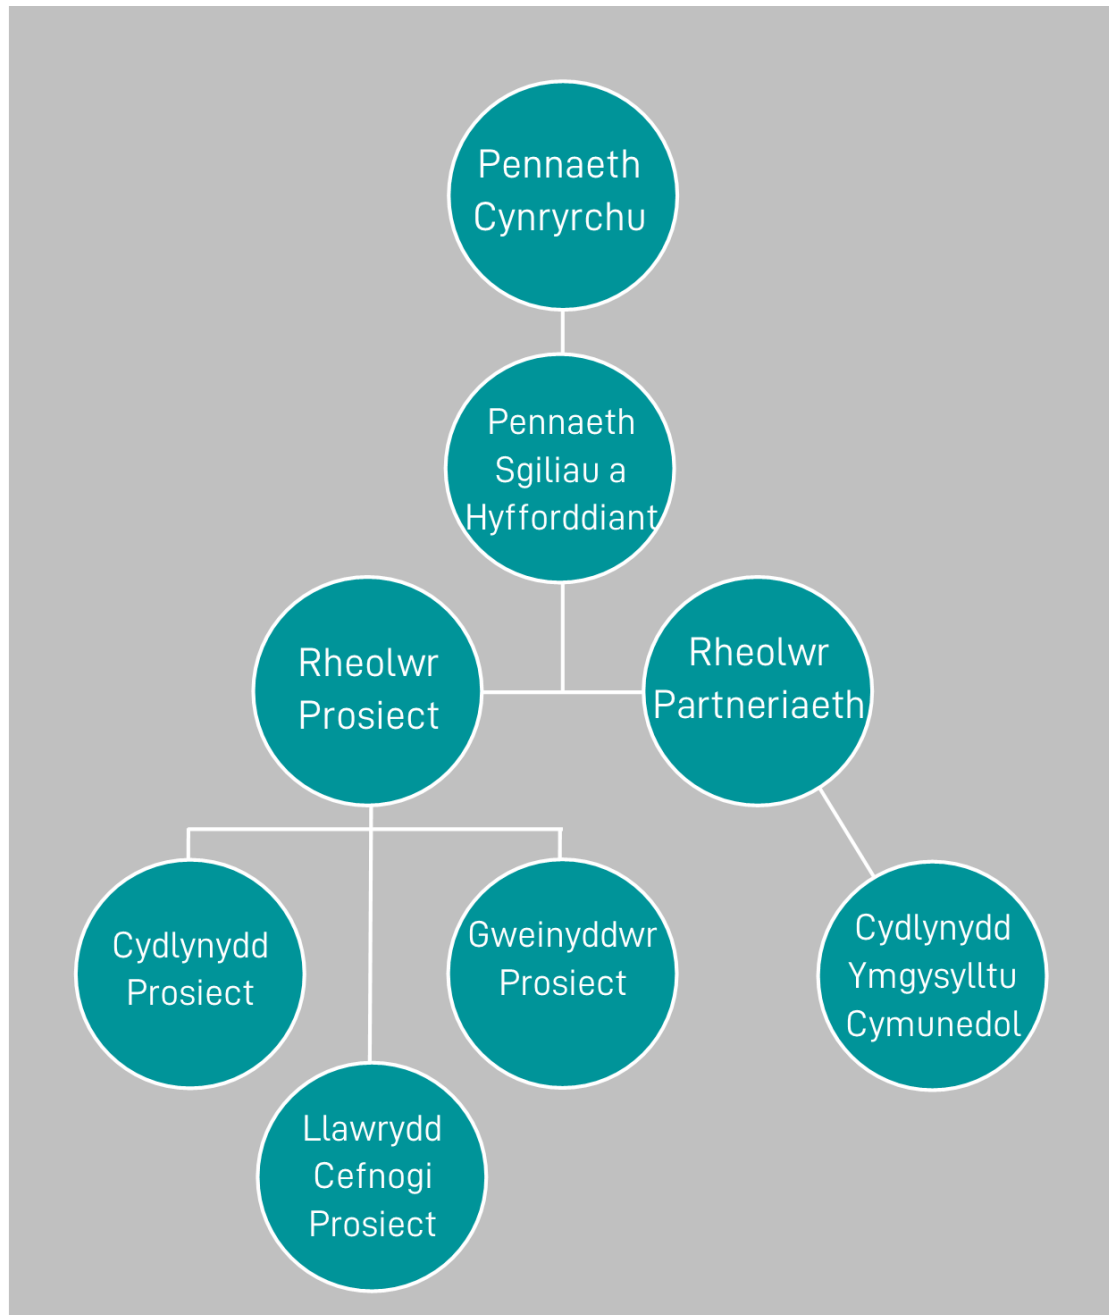 Pennaeth
Cynryrchu
Pennaeth
Sgiliau a
Hyfforddiant
Rheolwr
Prosiect
Rheolwr
Partneriaeth
Cydlynydd
Prosiect
Gweinyddwr
Prosiect
Cydlynydd
Ymgysylltu
Cymunedol
Llawrydd
Cefnogi
Prosiect